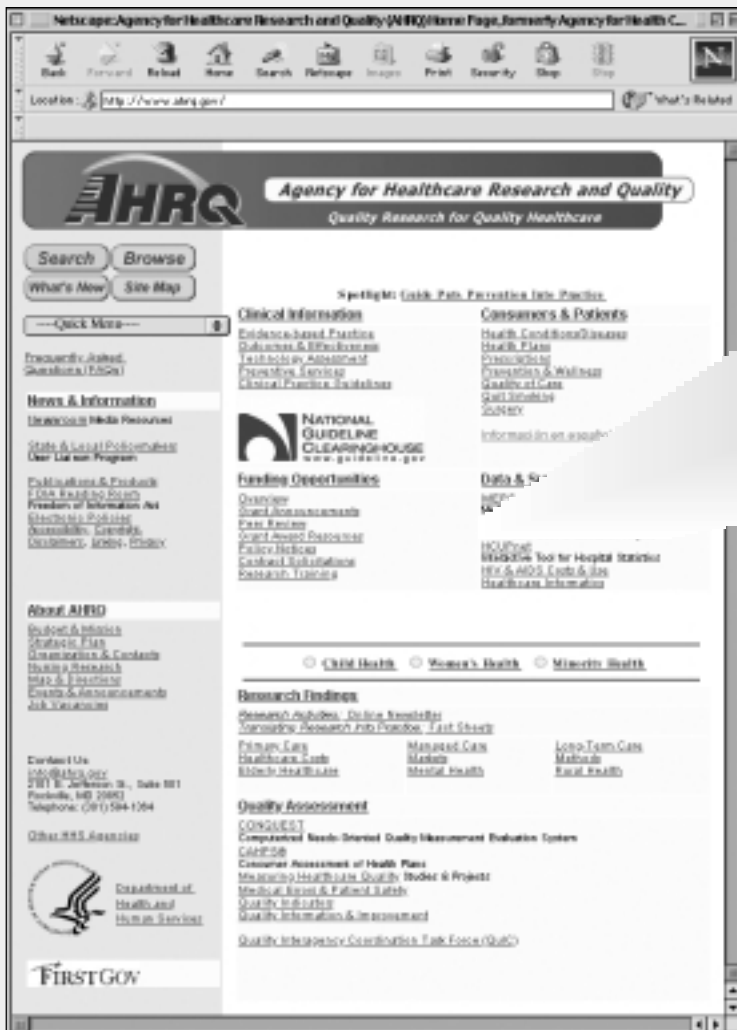 Netscape: Agency for Healthcare Research and Quality (AHRQ) Home Page, formerly Agency for Health C...
Back Forward Reload Home Search Netscape Images Print Security Shop Stop
Location: http://www.ahrq.gov/ What's Related
AHRQ
Agency for Healthcare Research and Quality
Quality Research for Quality Healthcare
Search Browse
What's New Site Map
----Quick Menu----
Frequently Asked
Questions (FAQs)
News & Information
Newsroom Media Resources
State & Local Policymakers
User Liaison Program
Publications & Products
FOIA Reading Room
Freedom of Information Act
Electronic Policies
Accessibility, Copyright,
Disclaimers, Linking, Privacy
About AHRQ
Budget & Mission
Strategic Plan
Organization & Contacts
Nursing Research
Map & Directions
Events & Announcements
Job Vacancies
Contact Us
info@ahrq.gov
2101 E. Jefferson St., Suite 501
Rockville, MD 20852
Telephone: (301) 594-1364
Other HHS Agencies
Department of
Health and
Human Services
FIRSTGOV
Spotlight: Guide Puts Prevention Into Practice
Clinical Information
Evidence-based Practice
Outcomes & Effectiveness
Technology Assessment
Preventive Services
Clinical Practice Guidelines
NATIONAL
GUIDELINE
CLEARINGHOUSE
www.guideline.gov
Consumers & Patients
Health Conditions/Diseases
Health Plans
Prescriptions
Prevention & Wellness
Quality of Care
Quit Smoking
Surgery
Información en español
Funding Opportunities
Overview
Grant Announcements
Peer Review
Grant Award Resources
Policy Notices
Contract Solicitations
Research Training
Data &
HCUPnet
Interactive Tool for Hospital Statistics
HIV & AIDS Costs & Use
Healthcare Informatics
Child Health Women's Health Minority Health
Research Findings
Research Activities, Online Newsletter
Translating Research Into Practice, Fact Sheets
Primary Care Managed Care Long-Term Care
Healthcare Costs Markets Methods
Elderly Healthcare Mental Health Rural Health
Quality Assessment
CONQUEST
Computerized Needs-Oriented Quality Measurement Evaluation System
CAHPS®
Consumer Assessment of Health Plans
Measuring Healthcare Quality Studies & Projects
Medical Errors & Patient Safety
Quality Indicators
Quality Information & Improvement
Quality Interagency Coordination Task Force (QuIC)